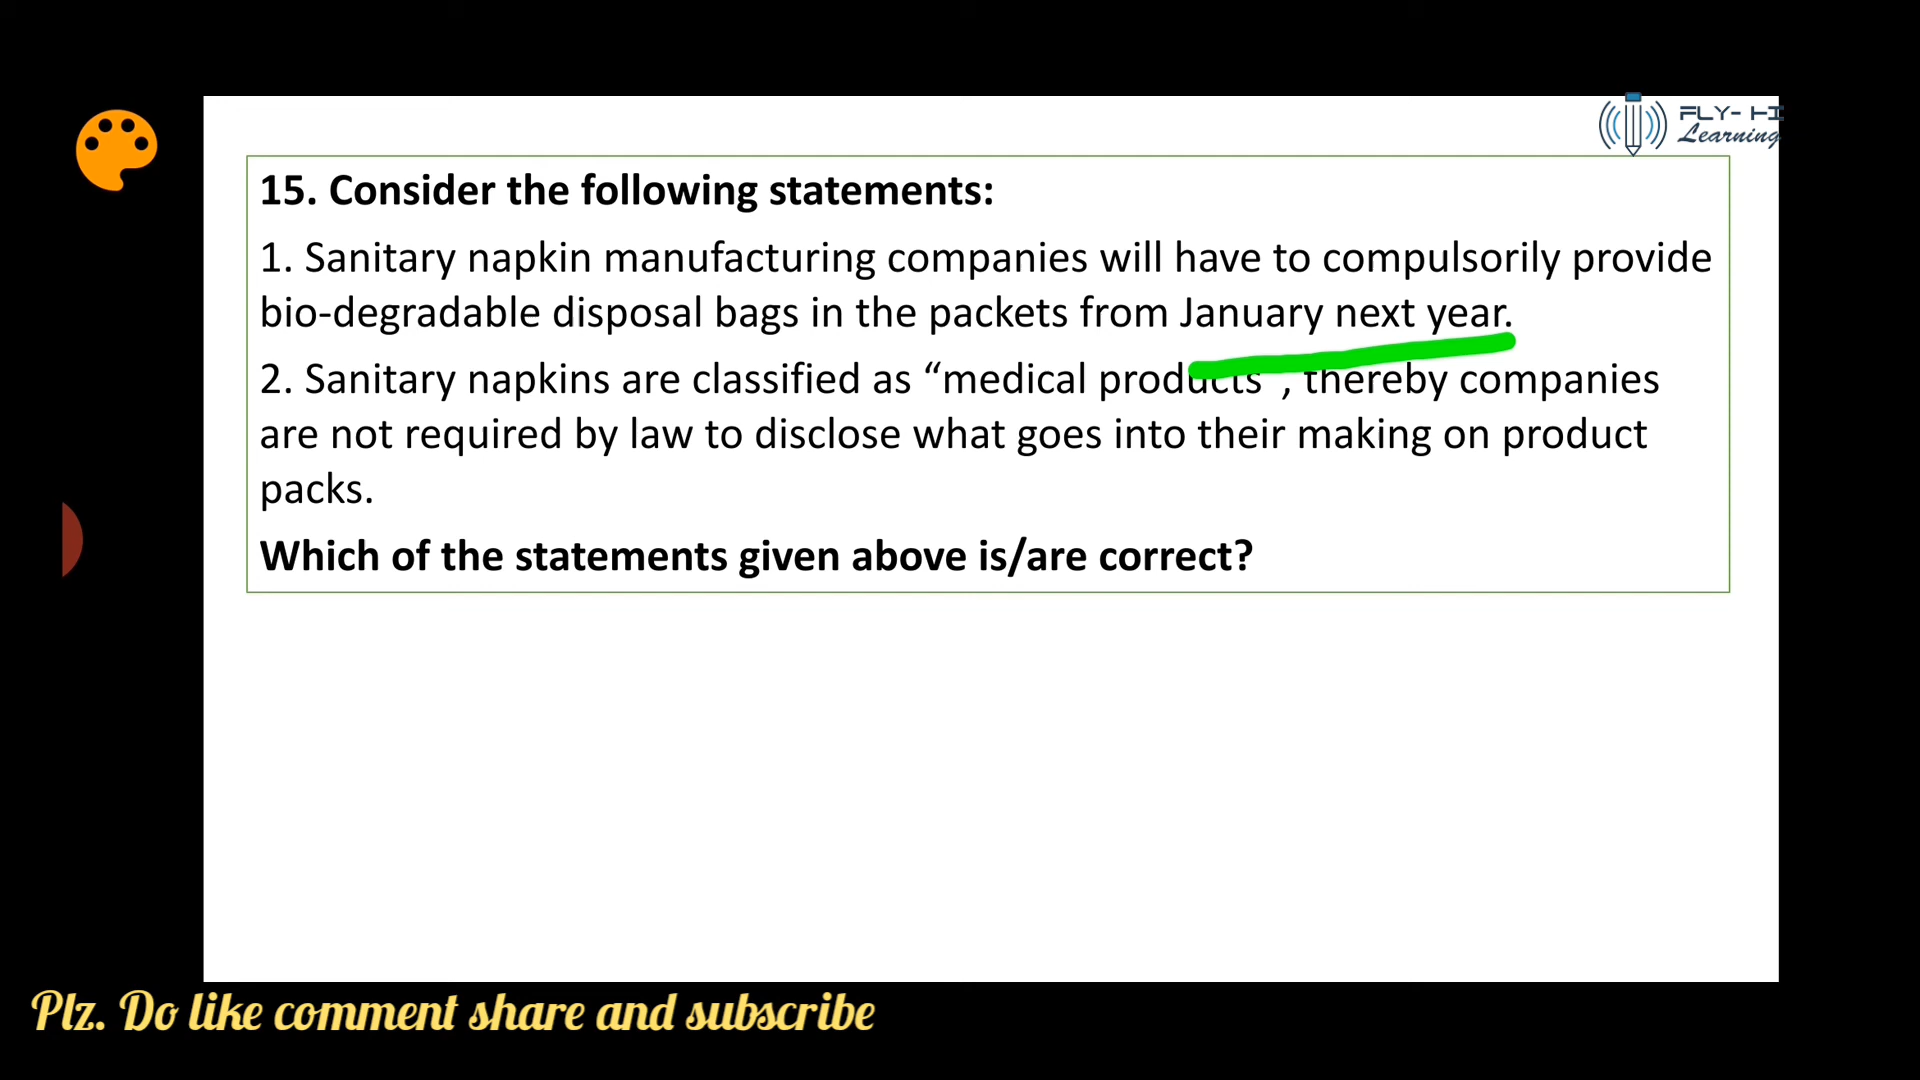 FLY-HI
Learning
15. Consider the following statements:
1. Sanitary napkin manufacturing companies will have to compulsorily provide
bio-degradable disposal bags in the packets from January next year.
2. Sanitary napkins are classified as “medical products”, thereby companies
are not required by law to disclose what goes into their making on product
packs.
Which of the statements given above is/are correct?
Plz. Do like comment share and subscribe